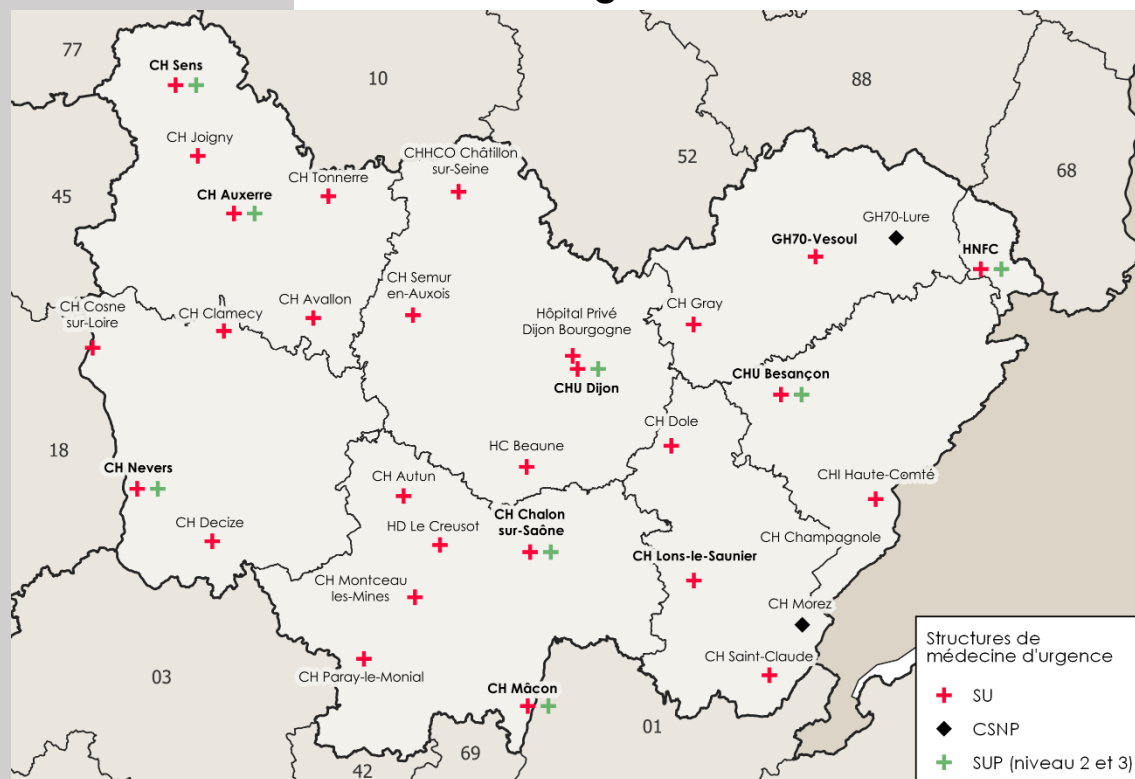 77
10
88
CH Sens
CH Joigny
CHHCO Châtillon
sur-Seine
52
68
45
CH Tonnerre
CH Auxerre
GH70-Lure
GH70-Vesoul
HNFC
CH Semur
en-Auxois
CH Cosne
sur-Loire
CH Clamecy
CH Avallon
Hôpital Privé
Dijon Bourgogne
CH Gray
CHU Dijon
CHU Besançon
CH Dole
18
HC Beaune
CH Nevers
CH Autun
CHI Haute-Comté
CH Decize
HD Le Creusot
CH Chalon
sur-Saône
CH Champagnole
CH Lons-le-Saunier
CH Montceau
les-Mines
CH Morez
CH Saint-Claude
03
CH Paray-le-Monial
CH Mâcon
01
69
42
Structures de
médecine d'urgence
SU
CSNP
SUP (niveau 2 et 3)